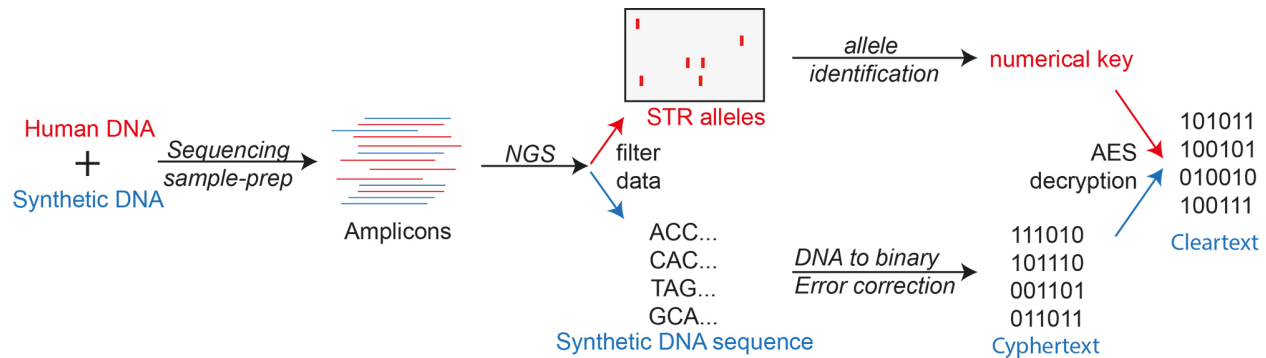 Human DNA
+
Synthetic DNA
Sequencing
sample-prep
Amplicons
NGS
filter
data
STR alleles
allele
identification
numerical key
ACC...
CAC...
TAG...
GCA...
Synthetic DNA sequence
DNA to binary
Error correction
111010
101110
001101
011011
Cyphertext
AES
decryption
101011
100101
010010
100111
Cleartext